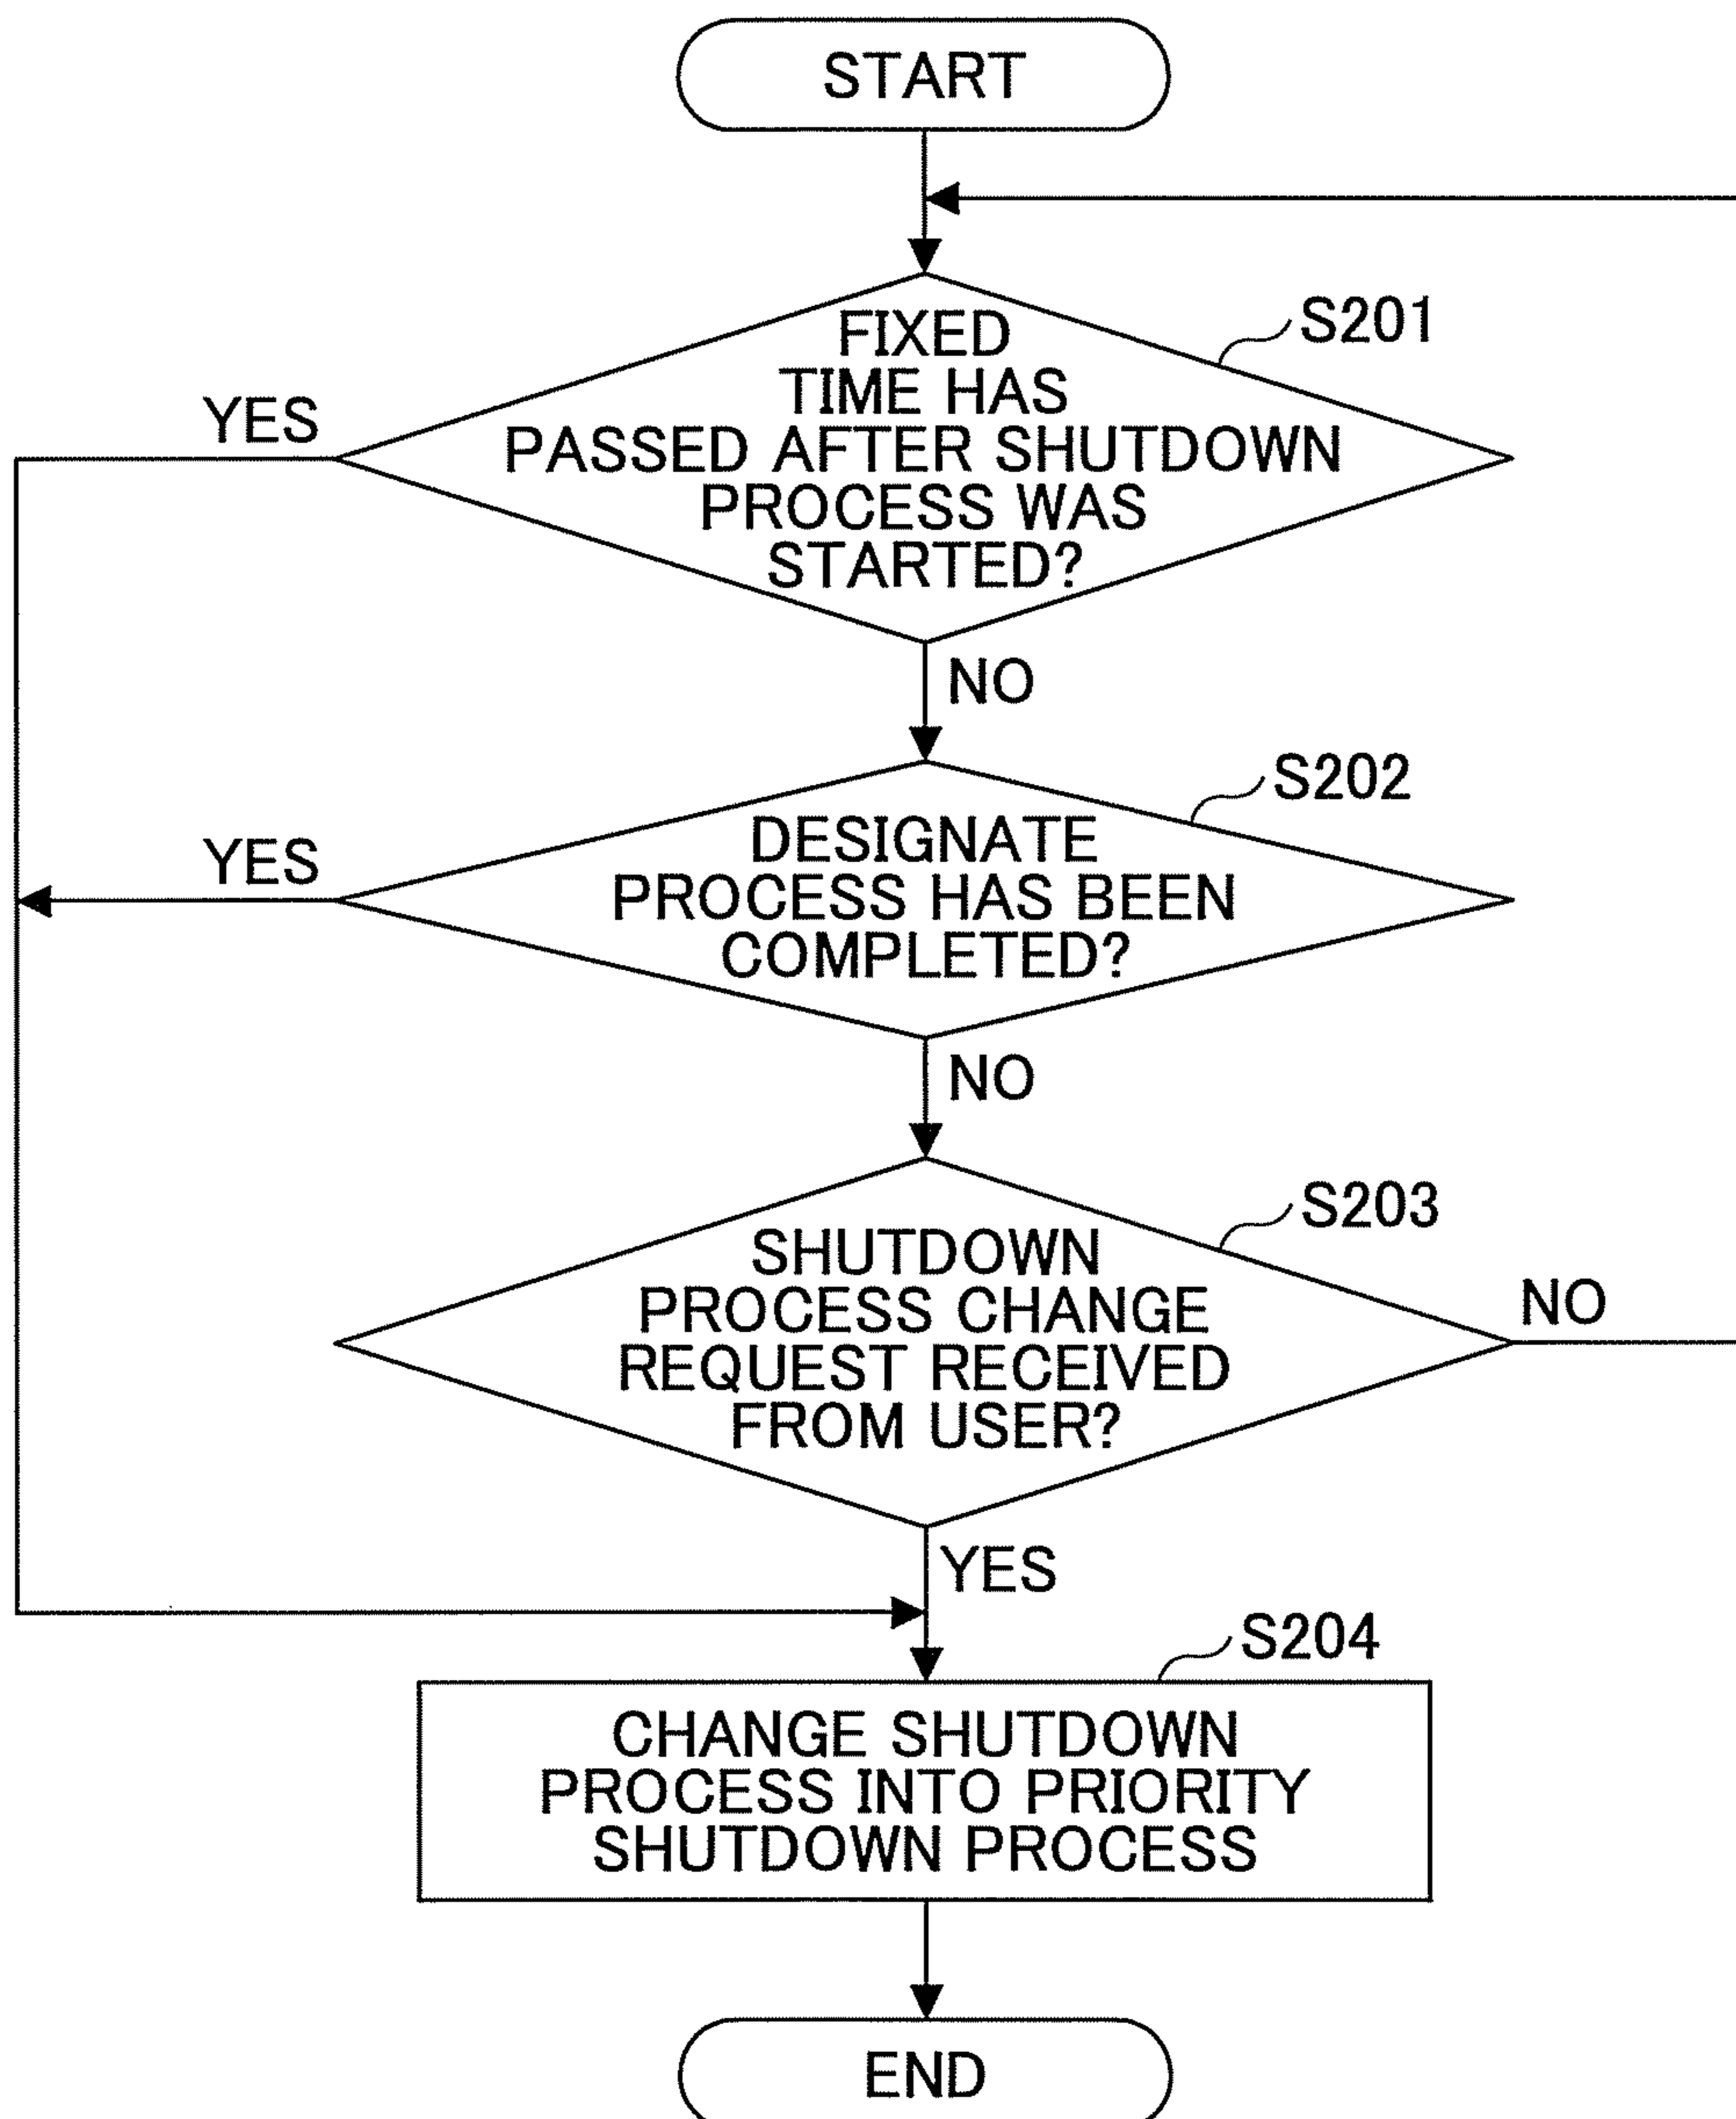 START
S201
FIXED
TIME HAS
PASSED AFTER SHUTDOWN
PROCESS WAS
STARTED?
YES
NO
S202
DESIGNATE
PROCESS HAS BEEN
COMPLETED?
YES
NO
S203
SHUTDOWN
PROCESS CHANGE
REQUEST RECEIVED
FROM USER?
NO
YES
S204
CHANGE SHUTDOWN
PROCESS INTO PRIORITY
SHUTDOWN PROCESS
END